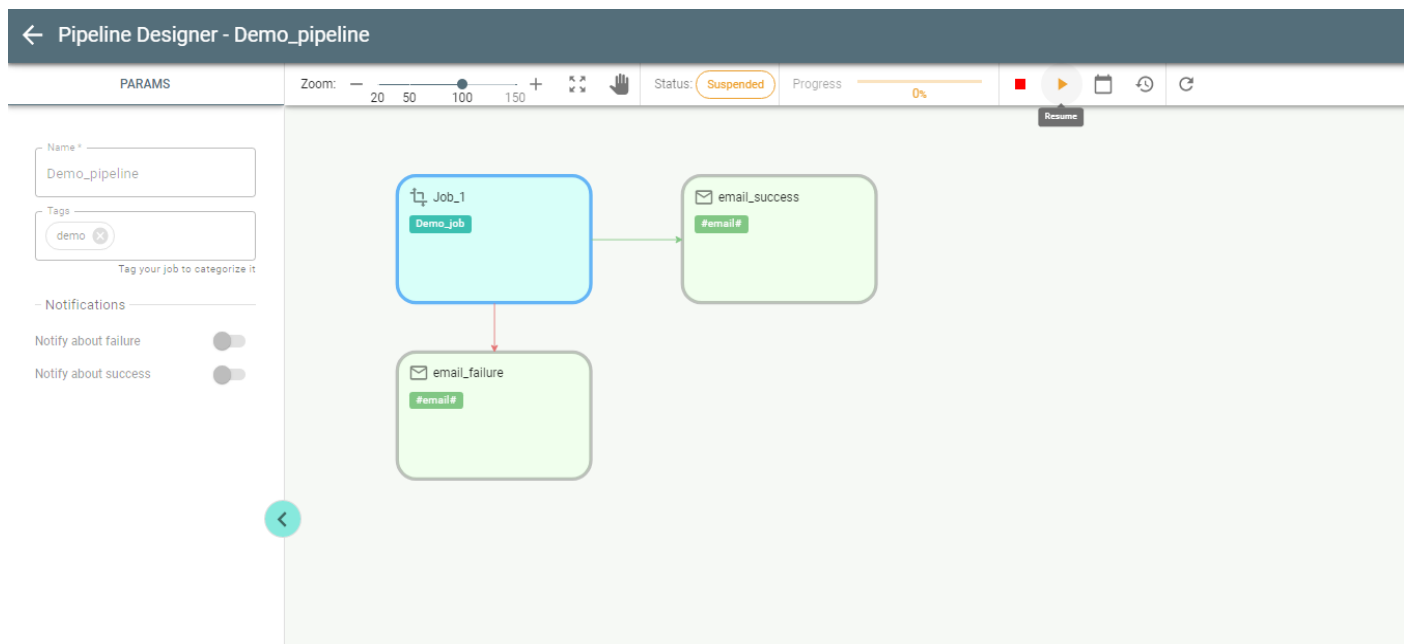 Pipeline Designer - Demo_pipeline
PARAMS
Zoom:
20 50 100 150
Status: Suspended
Progress
0%
Resume
Name *
Demo_pipeline
Tags
demo
Tag your job to categorize it
Notifications
Notify about failure
Notify about success
Job_1
Demo_job
email_success
#email#
email_failure
#email#